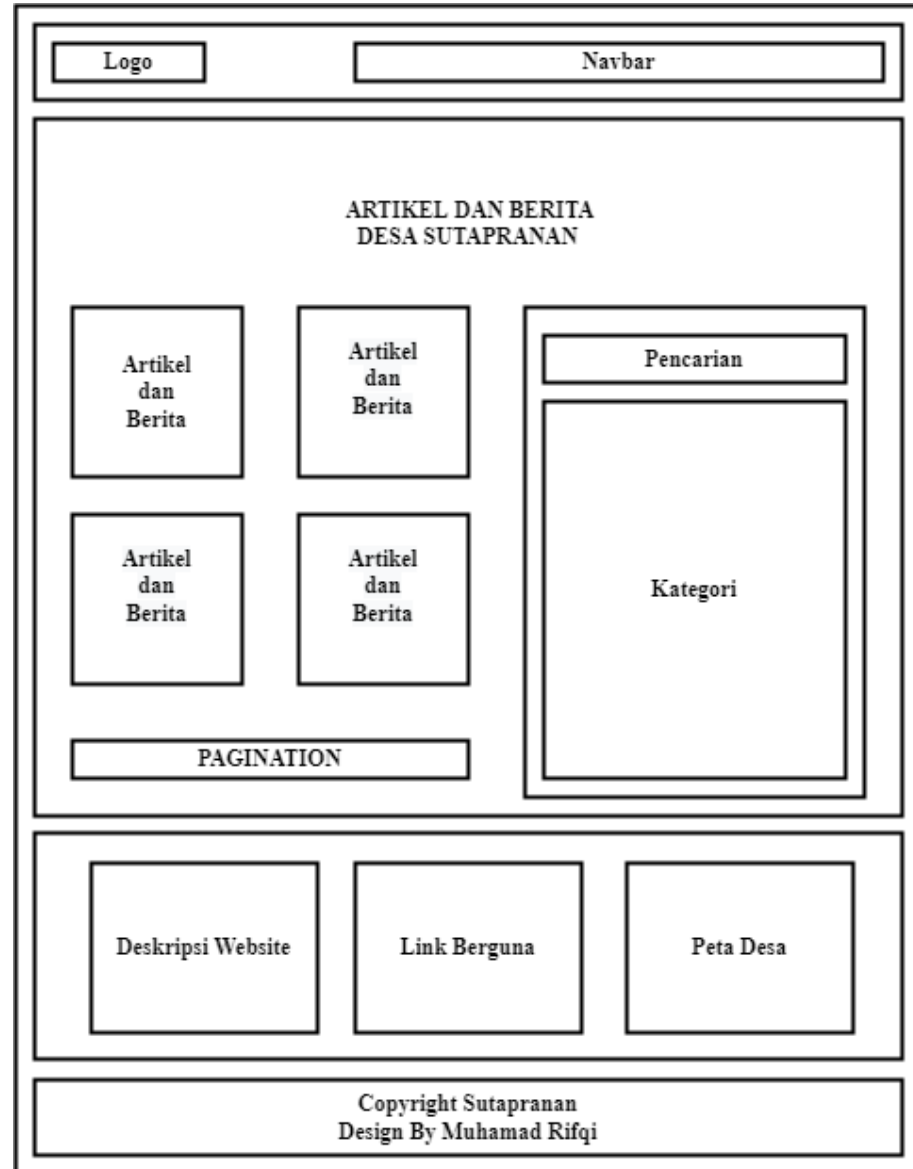 Logo
Navbar
ARTIKEL DAN BERITA
DESA SUTAPRANAN
Artikel
dan
Berita
Artikel
dan
Berita
Pencarian
Artikel
dan
Berita
Artikel
dan
Berita
Kategori
PAGINATION
Deskripsi Website
Link Berguna
Peta Desa
Copyright Sutapranan
Design By Muhamad Rifqi